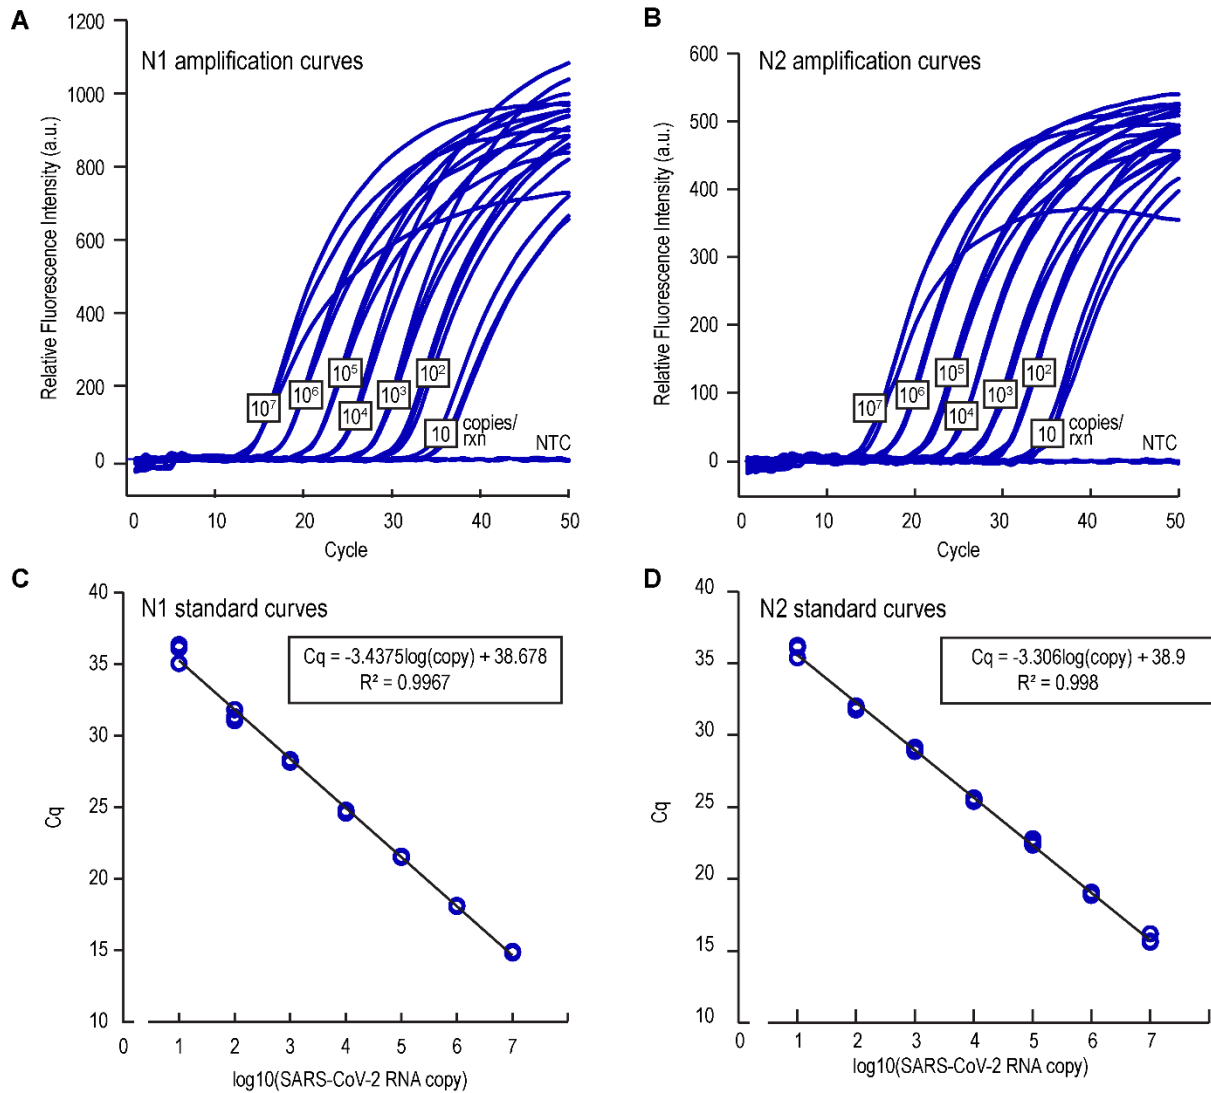 A
N1 amplification curves
1200
1000
800
600
400
200
0
Relative Fluorescence Intensity (a.u.)
10⁷
10⁶
10⁵
10⁴
10³
10²
10
copies/
rxn
NTC
0
10
20
30
40
50
Cycle
B
N2 amplification curves
600
500
400
300
200
100
0
Relative Fluorescence Intensity (a.u.)
10⁷
10⁶
10⁵
10⁴
10³
10²
10
copies/
rxn
NTC
0
10
20
30
40
50
Cycle
C
N1 standard curves
Cq = -3.4375log(copy) + 38.678
R² = 0.9967
40
35
30
25
20
15
10
Cq
0
1
2
3
4
5
6
7
log10(SARS-CoV-2 RNA copy)
D
N2 standard curves
Cq = -3.306log(copy) + 38.9
R² = 0.998
40
35
30
25
20
15
10
Cq
0
1
2
3
4
5
6
7
log10(SARS-CoV-2 RNA copy)